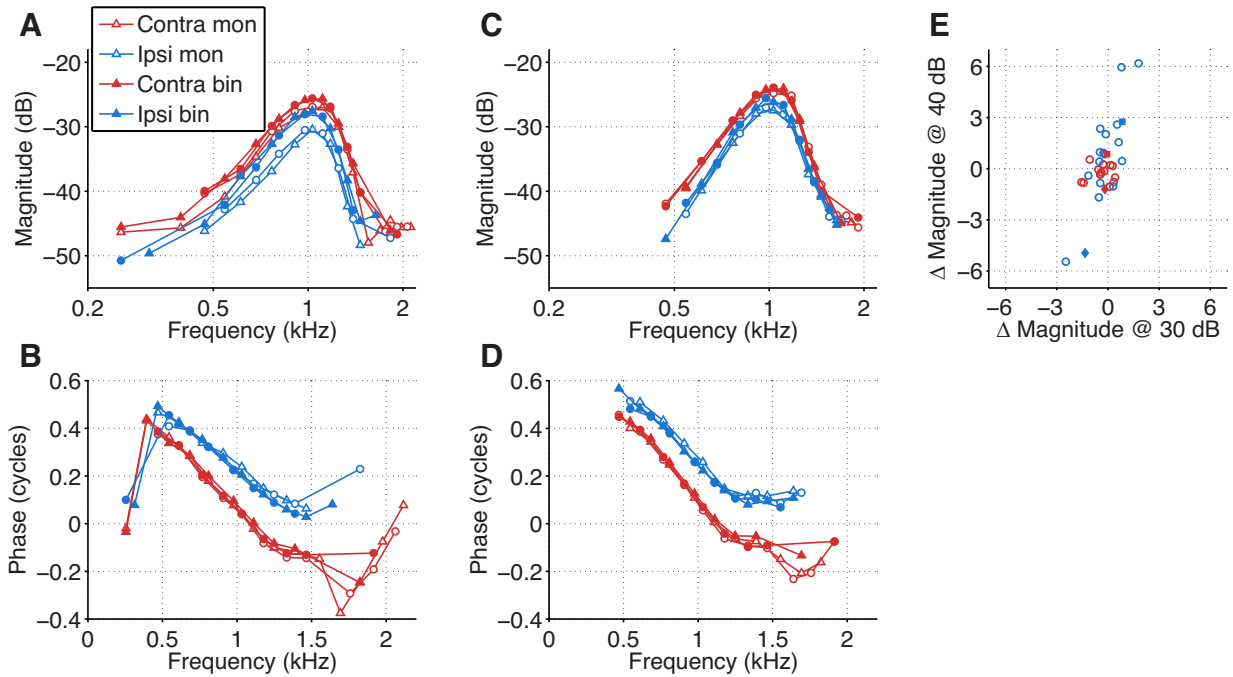 A
Contra mon
Ipsi mon
Contra bin
Ipsi bin
Magnitude (dB)
−20
−30
−40
−50
0.2
0.5
1
2
Frequency (kHz)
C
Magnitude (dB)
−20
−30
−40
−50
0.2
0.5
1
2
Frequency (kHz)
E
Δ Magnitude @ 40 dB
6
3
0
−3
−6
−6
−3
0
3
6
Δ Magnitude @ 30 dB
B
Phase (cycles)
0.6
0.4
0.2
0
−0.2
−0.4
0
0.5
1
1.5
2
Frequency (kHz)
D
Phase (cycles)
0.6
0.4
0.2
0
−0.2
−0.4
0
0.5
1
1.5
2
Frequency (kHz)